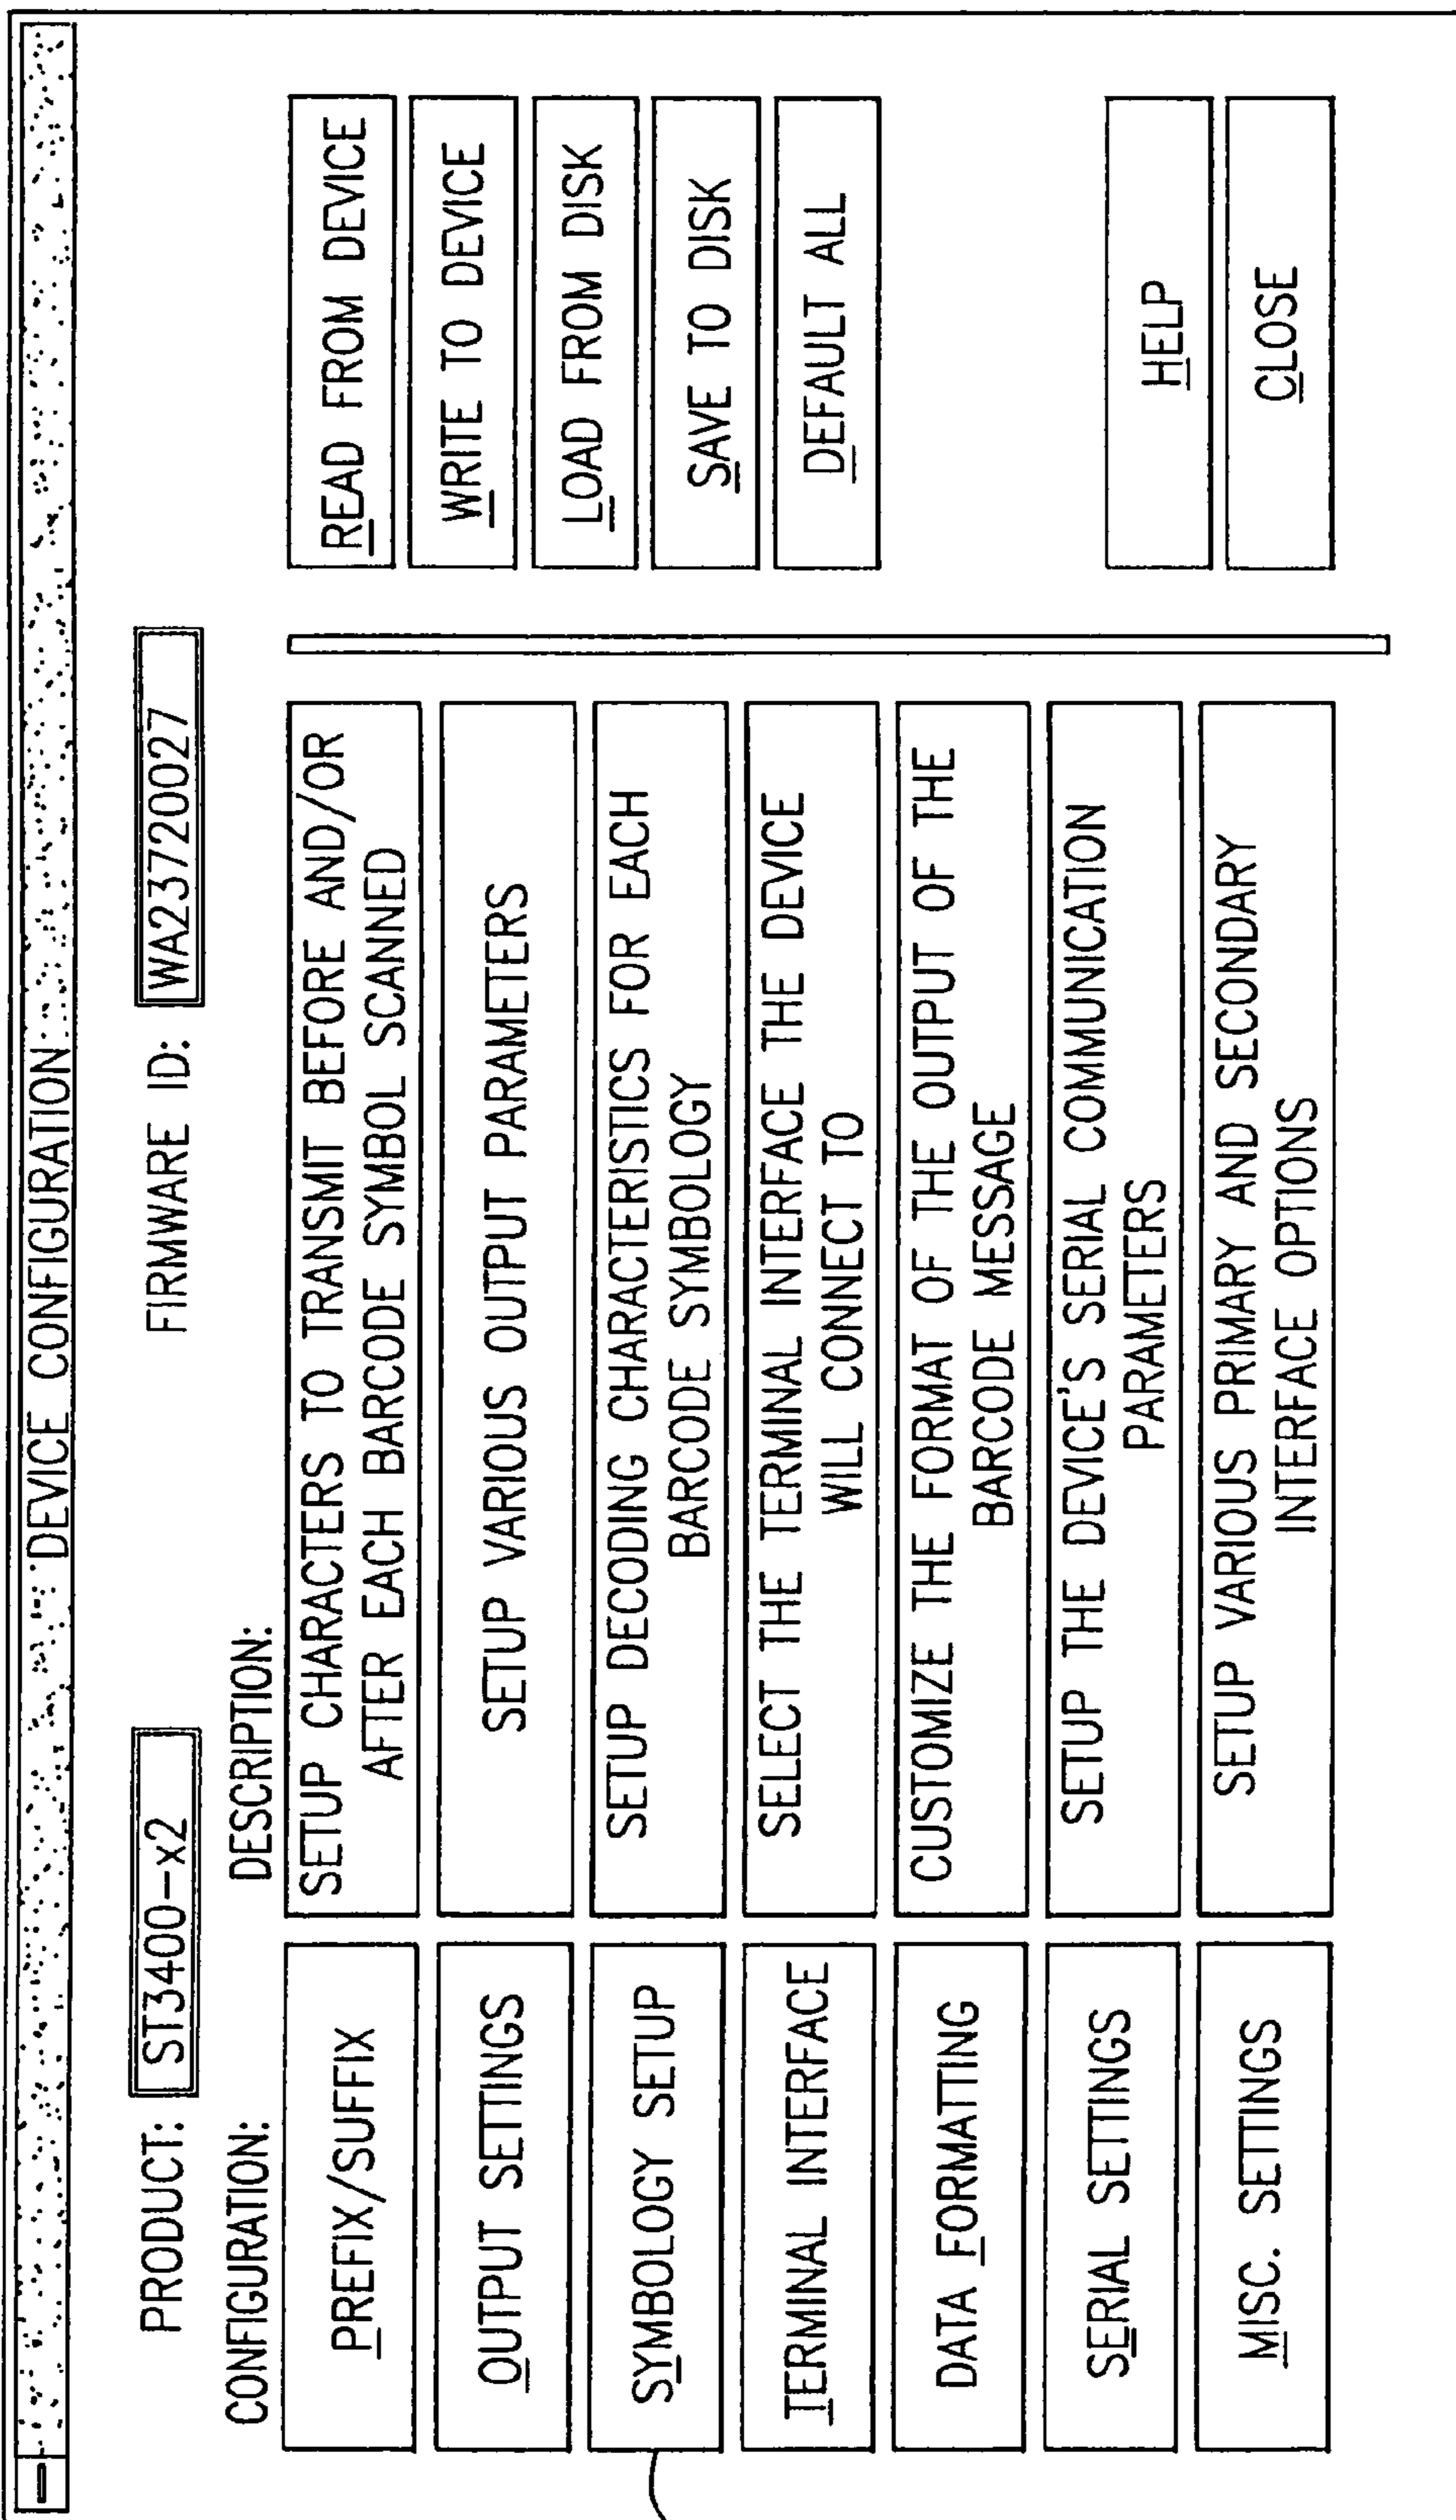 DEVICE CONFIGURATION
PRODUCT: ST3400-x2 FIRMWARE ID: WA23720027
CONFIGURATION: DESCRIPTION:
PREFIX/SUFFIX
SETUP CHARACTERS TO TRANSMIT BEFORE AND/OR
AFTER EACH BARCODE SYMBOL SCANNED
OUTPUT SETTINGS
SETUP VARIOUS OUTPUT PARAMETERS
SYMBOLOGY SETUP
SETUP DECODING CHARACTERISTICS FOR EACH
BARCODE SYMBOLOGY
TERMINAL INTERFACE
SELECT THE TERMINAL INTERFACE THE DEVICE
WILL CONNECT TO
DATA FORMATTING
CUSTOMIZE THE FORMAT OF THE OUTPUT OF THE
BARCODE MESSAGE
SERIAL SETTINGS
SETUP THE DEVICE'S SERIAL COMMUNICATION
PARAMETERS
MISC. SETTINGS
SETUP VARIOUS PRIMARY AND SECONDARY
INTERFACE OPTIONS
READ FROM DEVICE
WRITE TO DEVICE
LOAD FROM DISK
SAVE TO DISK
DEFAULT ALL
HELP
CLOSE